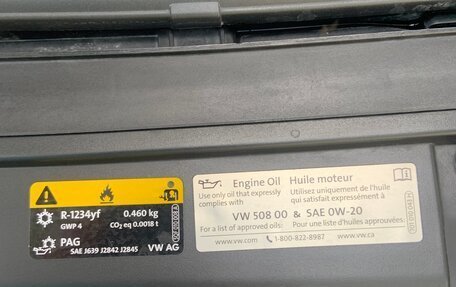 R-1234yf 0.460 kg
GWP 4 CO₂ eq 0.0018 t
PAG
SAE J639 J2842 J2845 VW AG
Engine Oil Huile moteur
Use only oil that expressly complies with
Utilisez uniquement de l'huile qui satisfait expressément à
VW 508 00 & SAE 0W-20
For a list of approved oils: Pour une liste d'huiles approuvées:
www.vw.com 1-800-822-8987 www.vw.ca